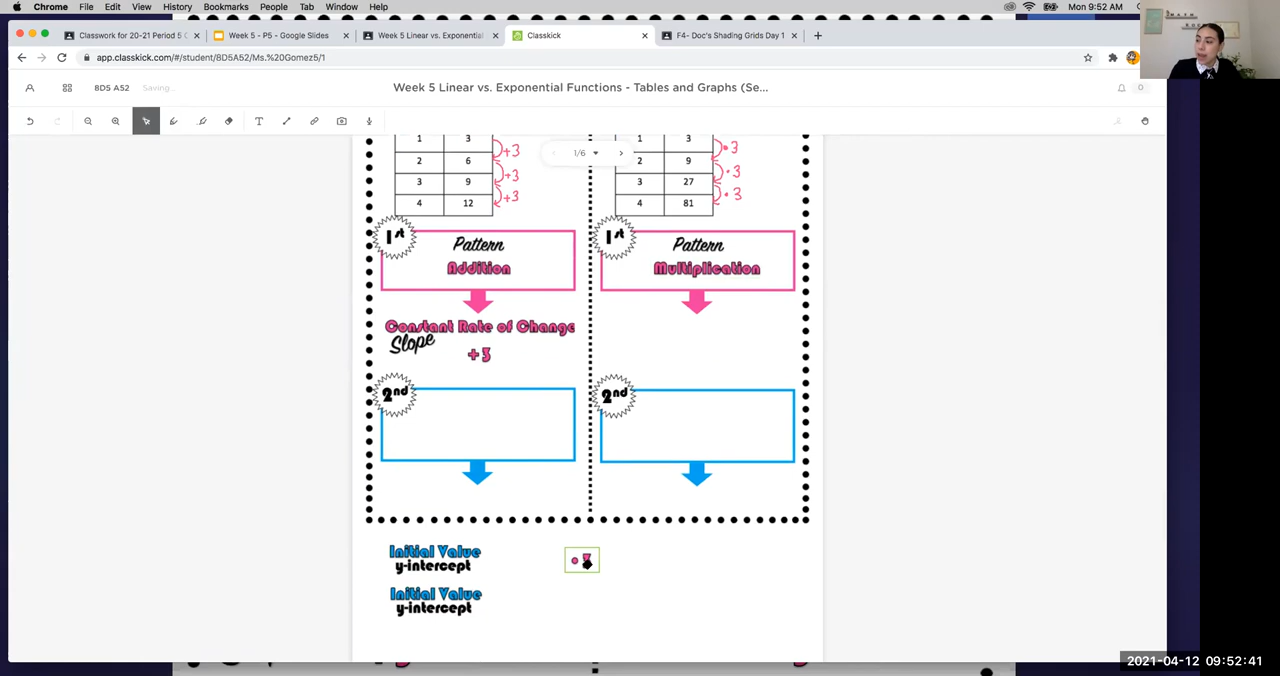 Chrome File Edit View History Bookmarks People Tab Window Help
Mon 9:52 AM
Classwork for 20-21 Period 5 C
Week 5 - P5 - Google Slides
Week 5 Linear vs. Exponential
Classkick
F4- Doc's Shading Grids Day 1
app.classkick.com/#/student/8D5A52/Ms.%20Gomez5/1
8D5 A52
Saving...
Week 5 Linear vs. Exponential Functions - Tables and Graphs (Se...
0
1/6
1 3
+3
2 6
+3
3 9
+3
4 12
1 3
·3
2 9
·3
3 27
·3
4 81
1st
Pattern
Addition
1st
Pattern
Multiplication
Constant Rate of Change
Slope
+3
2nd
2nd
Initial Value
y-intercept
Initial Value
y-intercept
2021-04-12 09:52:41